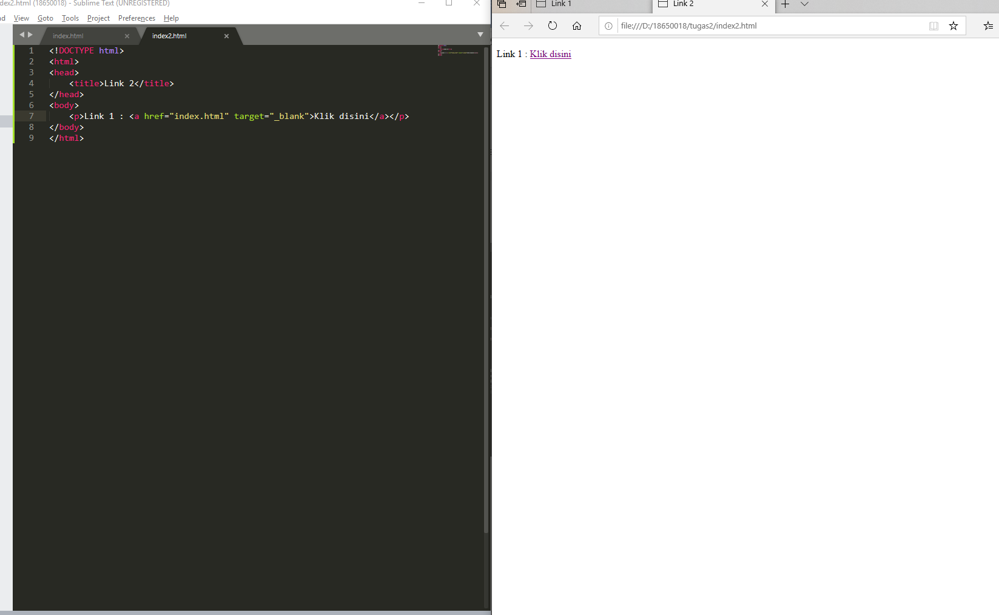 dex2.html (18650018) - Sublime Text (UNREGISTERED)
View Goto Tools Project Preferences Help
index.html × index2.html ×
1 <!DOCTYPE html>
2 <html>
3 <head>
4 <title>Link 2</title>
5 </head>
6 <body>
7 <p>Link 1 : <a href="index.html" target="_blank">Klik disini</a></p>
8 </body>
9 </html>
Link 1
Link 2
file:///D:/18650018/tugas2/index2.html
Link 1 : Klik disini